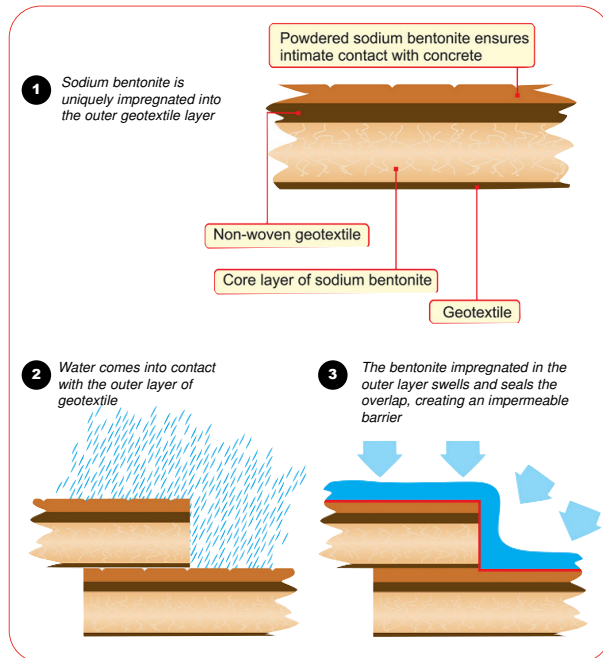 Powdered sodium bentonite ensures
intimate contact with concrete
1
Sodium bentonite is
uniquely impregnated into
the outer geotextile layer
Non-woven geotextile
Core layer of sodium bentonite
Geotextile
2
Water comes into contact
with the outer layer of
geotextile
3
The bentonite impregnated in the
outer layer swells and seals the
overlap, creating an impermeable
barrier